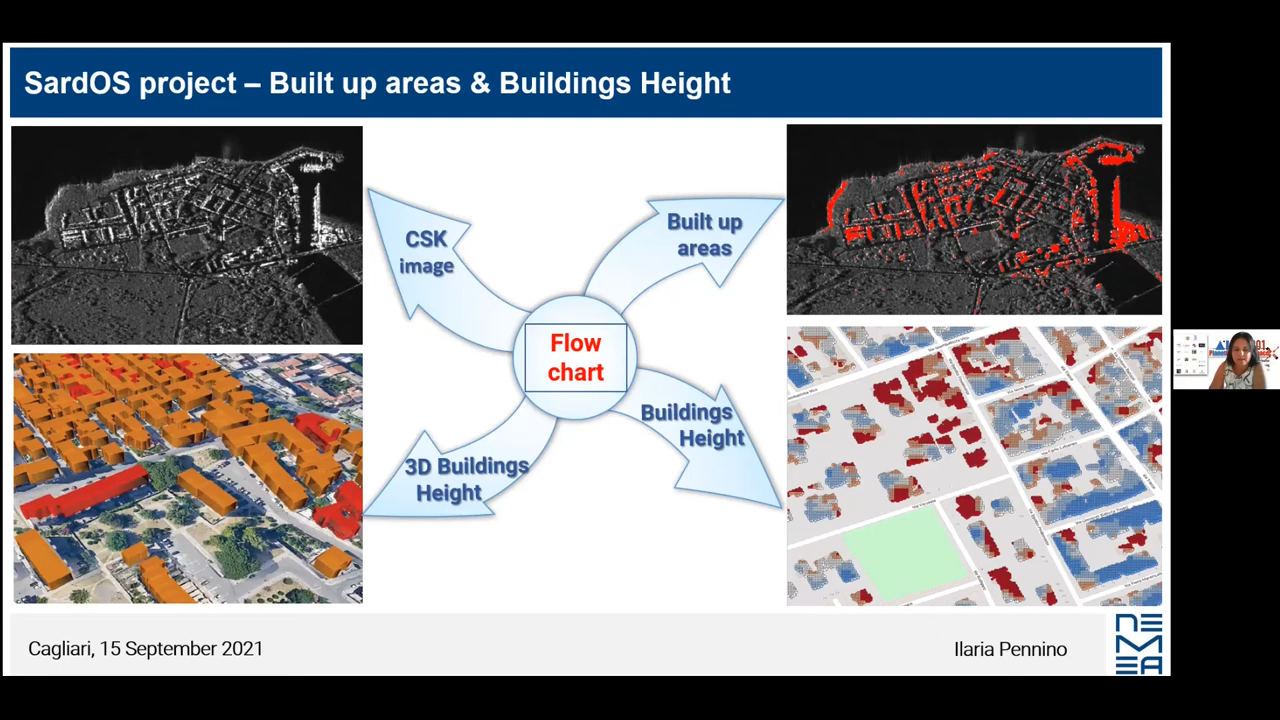 SardOS project – Built up areas & Buildings Height
CSK
image
Built up
areas
Flow
chart
3D Buildings
Height
Buildings
Height
Cagliari, 15 September 2021
Ilaria Pennino
NEMEA